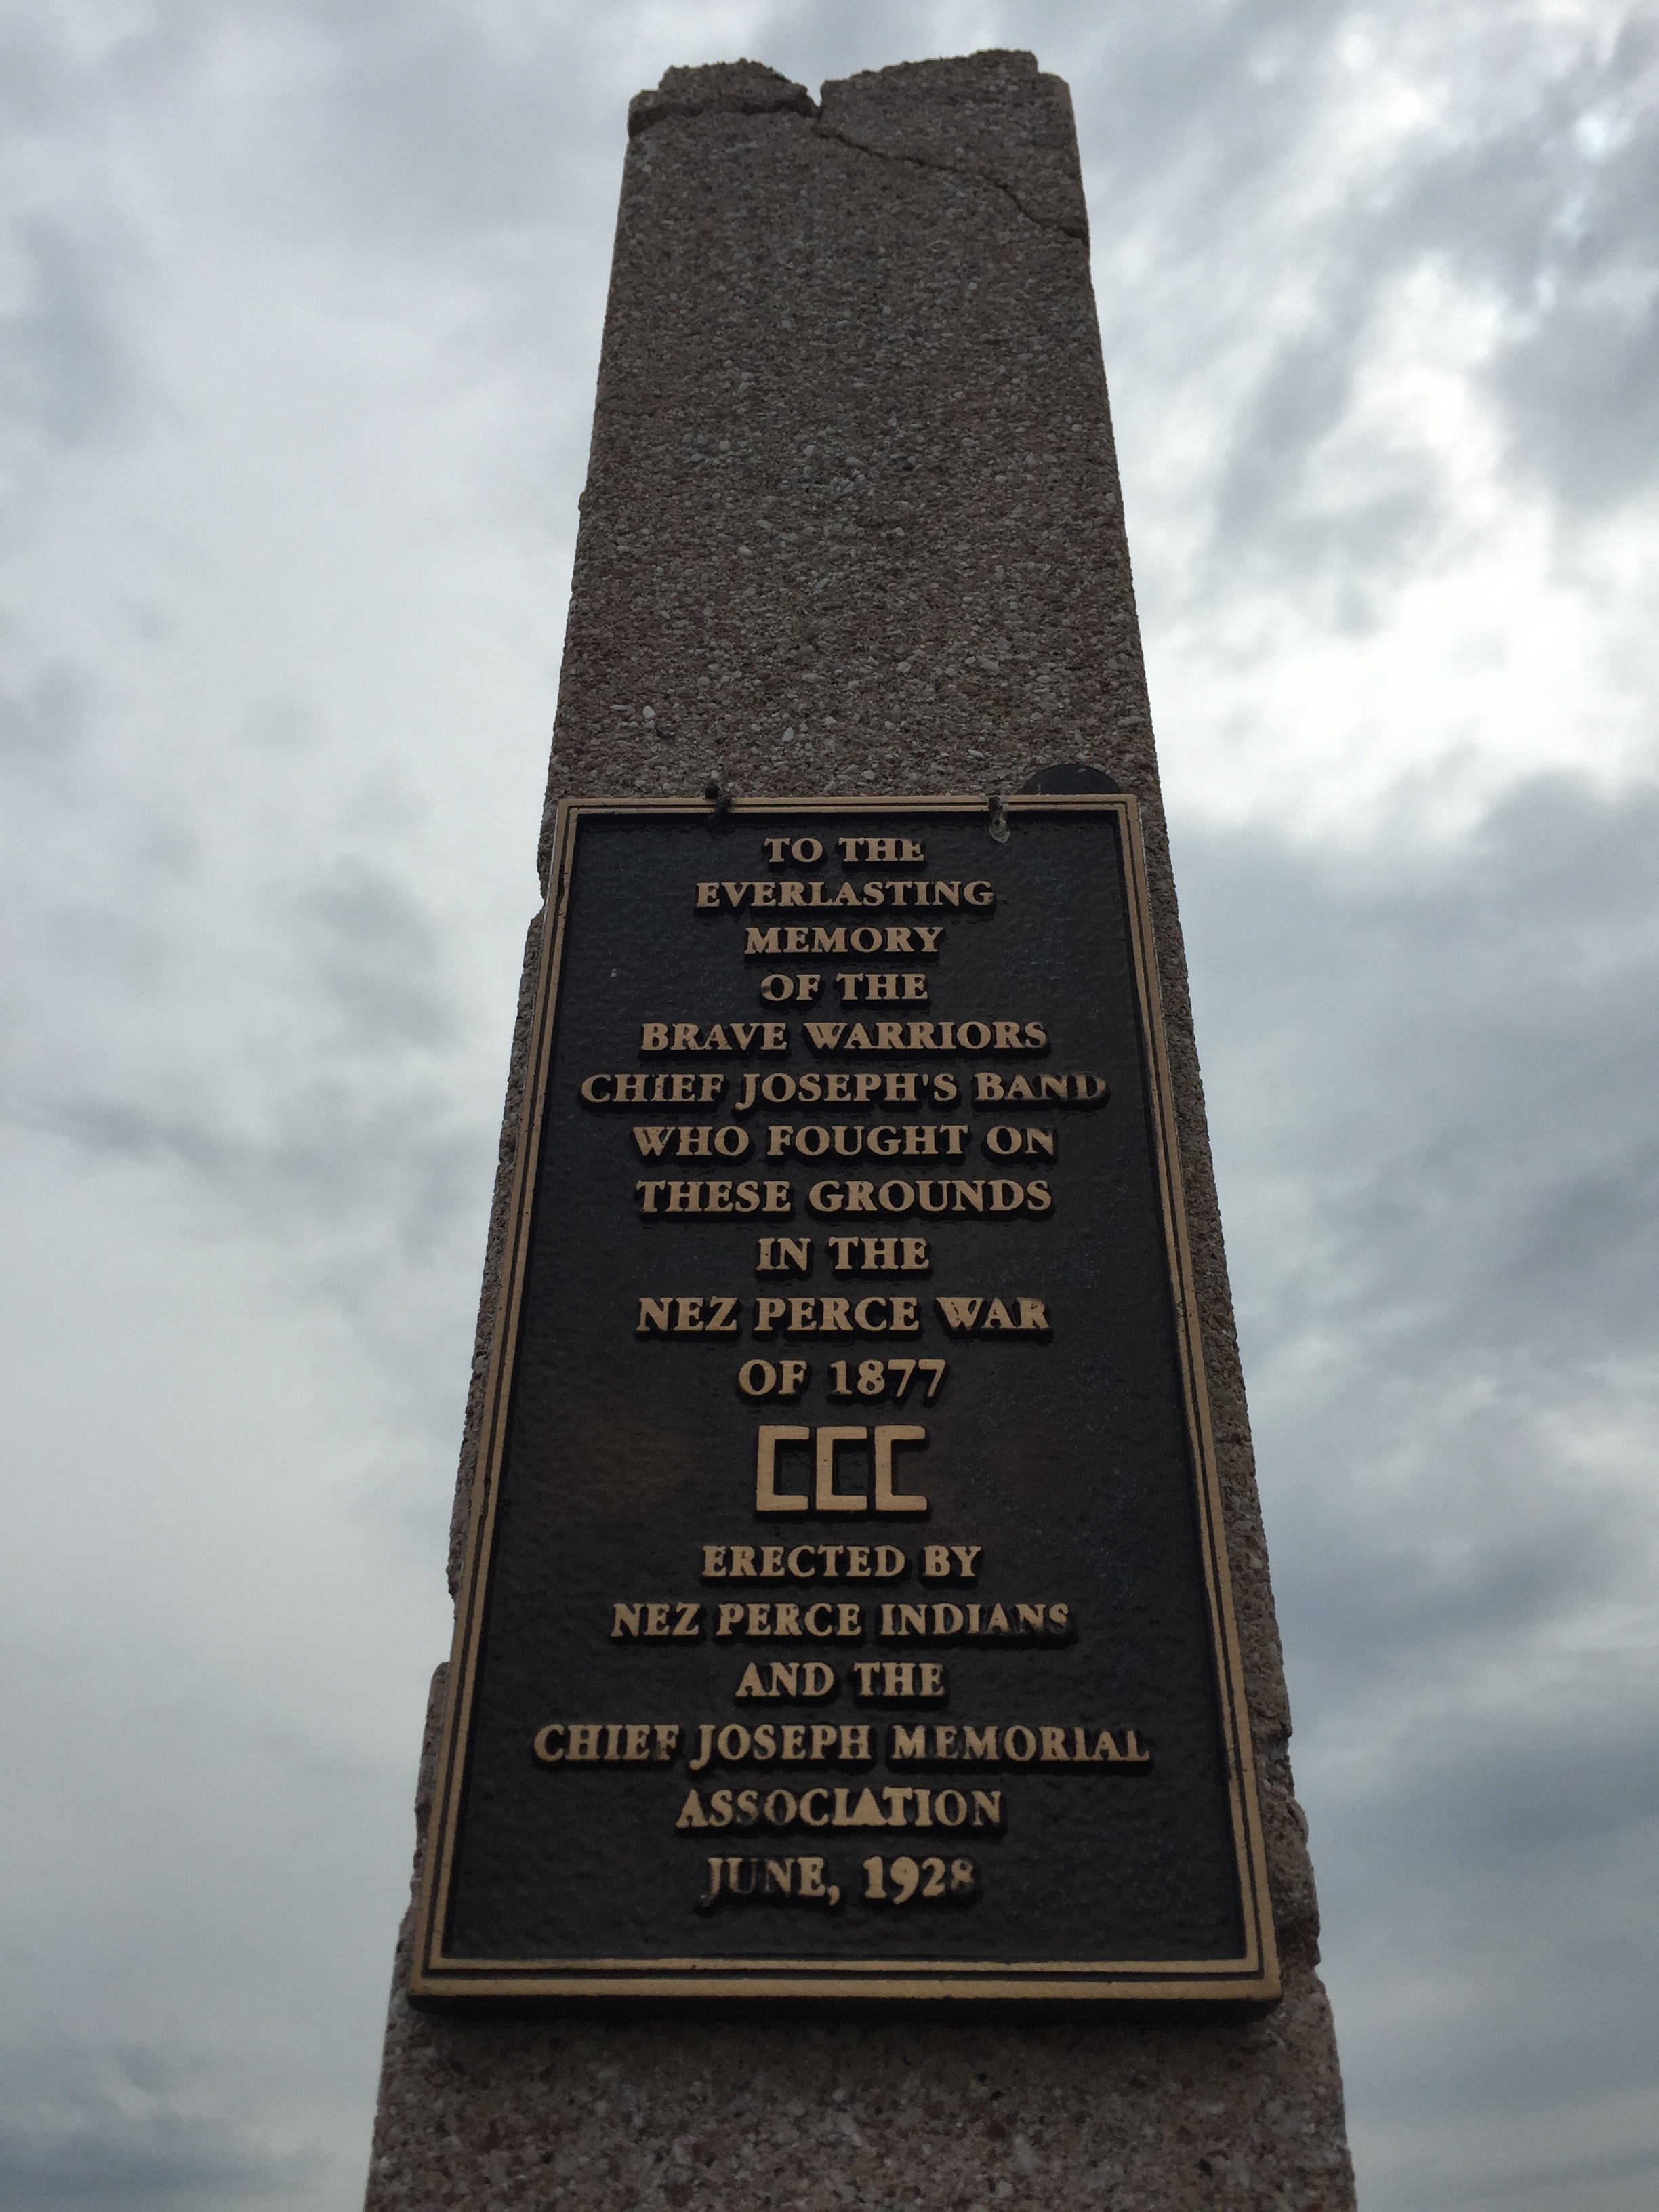 TO THE
EVERLASTING
MEMORY
OF THE
BRAVE WARRIORS
CHIEF JOSEPH'S BAND
WHO FOUGHT ON
THESE GROUNDS
IN THE
NEZ PERCE WAR
OF 1877
CCC
ERECTED BY
NEZ PERCE INDIANS
AND THE
CHIEF JOSEPH MEMORIAL
ASSOCIATION
JUNE, 1928